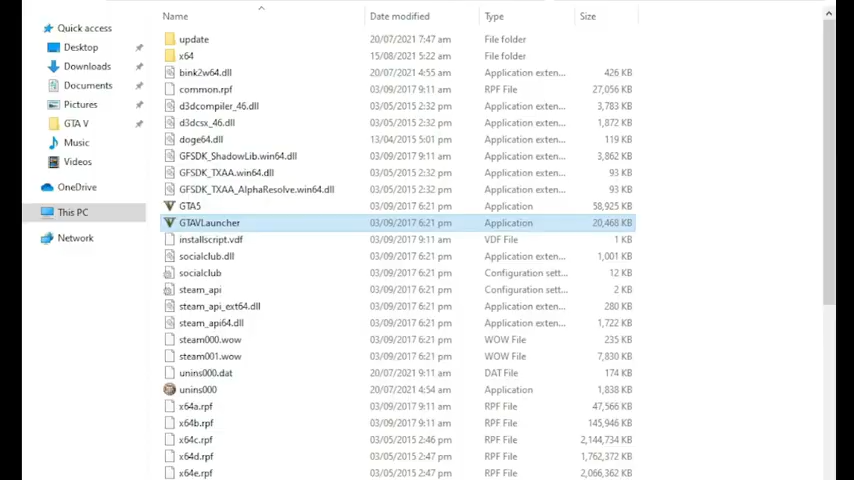 Name Date modified Type Size
Quick access
Desktop
Downloads
Documents
Pictures
GTA V
Music
Videos
OneDrive
This PC
Network
update 20/07/2021 7:47 am File folder
x64 15/08/2021 5:22 am File folder
bink2w64.dll 20/07/2021 4:55 am Application exten... 426 KB
common.rpf 03/09/2017 9:11 am RPF File 27,056 KB
d3dcompiler_46.dll 03/05/2015 2:32 pm Application exten... 3,783 KB
d3dcsx_46.dll 03/05/2015 2:32 pm Application exten... 1,872 KB
doge64.dll 13/04/2015 5:01 pm Application exten... 119 KB
GFSDK_ShadowLib.win64.dll 03/09/2017 9:11 am Application exten... 3,862 KB
GFSDK_TXAA.win64.dll 03/05/2015 2:32 pm Application exten... 93 KB
GFSDK_TXAA_AlphaResolve.win64.dll 03/05/2015 2:32 pm Application exten... 93 KB
GTA5 03/09/2017 6:21 pm Application 58,925 KB
GTAVLauncher 03/09/2017 6:21 pm Application 20,468 KB
installscript.vdf 03/09/2017 9:11 am VDF File 1 KB
socialclub.dll 03/09/2017 6:21 pm Application exten... 1,001 KB
socialclub 03/09/2017 6:21 pm Configuration sett... 12 KB
steam_api 03/09/2017 6:21 pm Configuration sett... 2 KB
steam_api_ext64.dll 03/09/2017 6:21 pm Application exten... 280 KB
steam_api64.dll 03/09/2017 6:21 pm Application exten... 1,722 KB
steam000.wow 03/09/2017 6:21 pm WOW File 235 KB
steam001.wow 03/09/2017 6:21 pm WOW File 7,830 KB
unins000.dat 20/07/2021 4:54 am DAT File 174 KB
unins000 20/07/2021 4:54 am Application 1,838 KB
x64a.rpf 03/09/2017 9:11 am RPF File 47,566 KB
x64b.rpf 03/09/2017 9:11 am RPF File 145,946 KB
x64c.rpf 03/05/2015 2:46 pm RPF File 2,144,734 KB
x64d.rpf 03/05/2015 2:47 pm RPF File 1,762,372 KB
x64e.rpf 03/05/2015 2:47 pm RPF File 2,066,362 KB